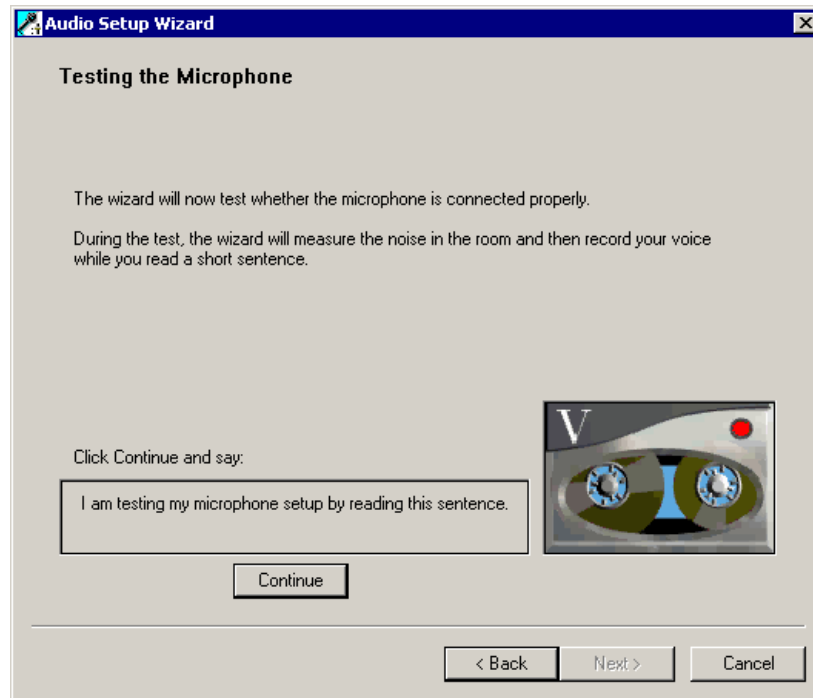 Audio Setup Wizard
Testing the Microphone
The wizard will now test whether the microphone is connected properly.
During the test, the wizard will measure the noise in the room and then record your voice
while you read a short sentence.
Click Continue and say:
I am testing my microphone setup by reading this sentence.
V
Continue
< Back
Next >
Cancel